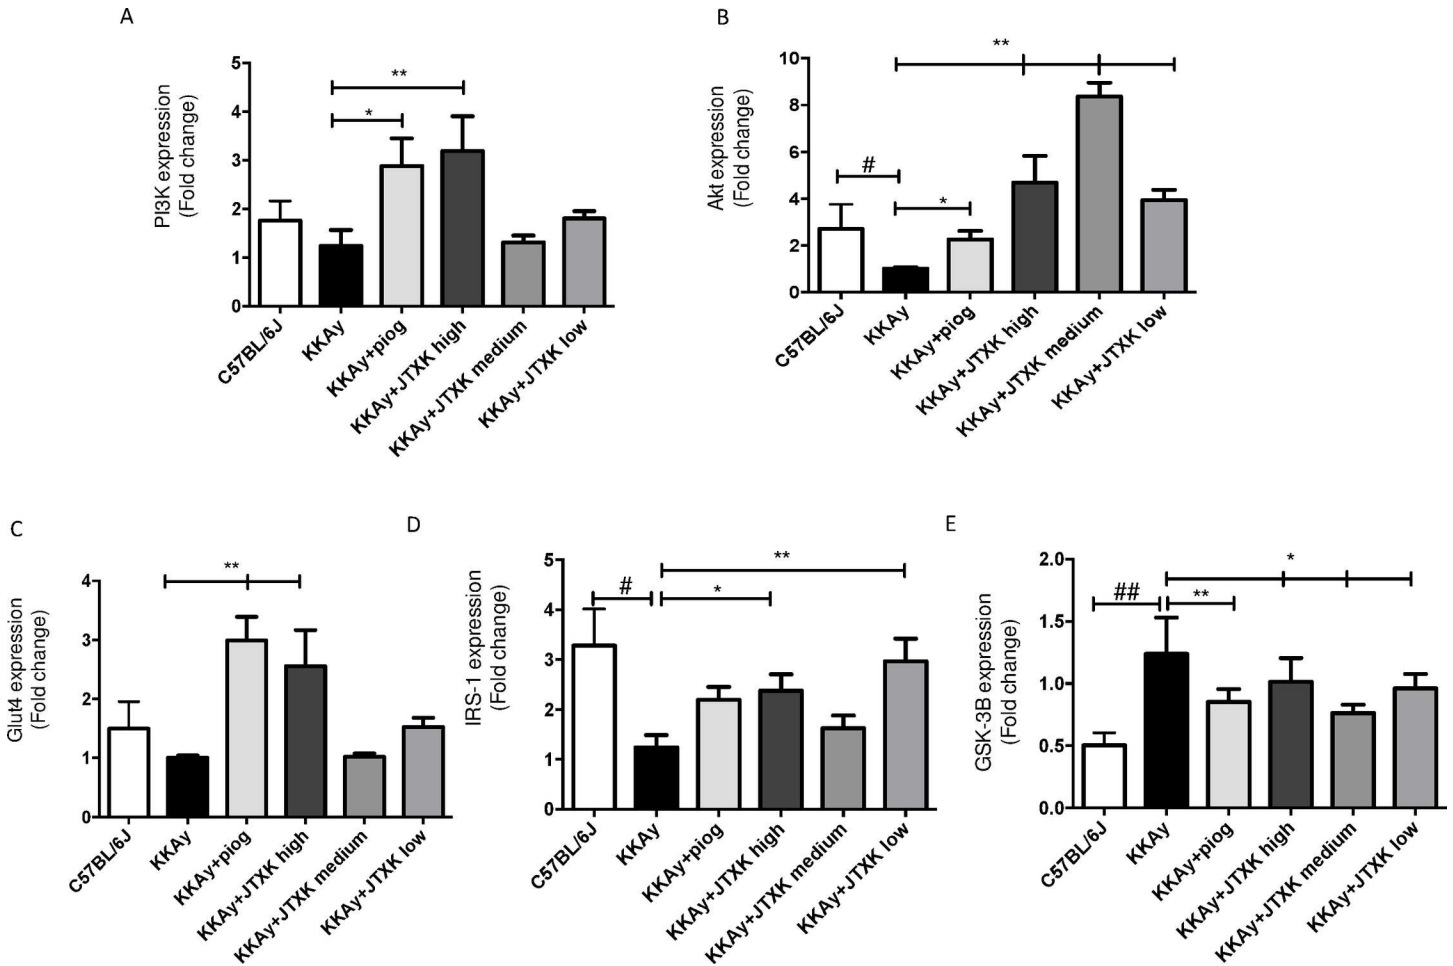 A
PI3K expression
(Fold change)
5
4
3
2
1
0
**
*
C57BL/6J
KKAy
KKAy+piog
KKAy+JTXK high
KKAy+JTXK medium
KKAy+JTXK low
B
Akt expression
(Fold change)
10
8
6
4
2
0
**
#
*
C57BL/6J
KKAy
KKAy+piog
KKAy+JTXK high
KKAy+JTXK medium
KKAy+JTXK low
C
Glut4 expression
(Fold change)
4
3
2
1
0
**
C57BL/6J
KKAy
KKAy+piog
KKAy+JTXK high
KKAy+JTXK medium
KKAy+JTXK low
D
IRS-1 expression
(Fold change)
5
4
3
2
1
0
**
#
*
C57BL/6J
KKAy
KKAy+piog
KKAy+JTXK high
KKAy+JTXK medium
KKAy+JTXK low
E
GSK-3B expression
(Fold change)
2.0
1.5
1.0
0.5
0.0
*
##
**
C57BL/6J
KKAy
KKAy+piog
KKAy+JTXK high
KKAy+JTXK medium
KKAy+JTXK low